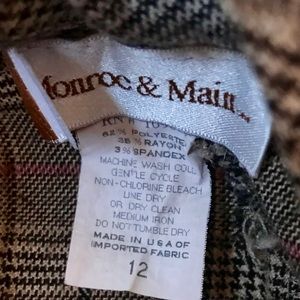 Monroe & Main
RN#
62% POLYESTER
35% RAYON
3% SPANDEX
MACHINE WASH COLD
GENTLE CYCLE
NON-CHLORINE BLEACH
LINE DRY
OR DRY CLEAN
MEDIUM IRON
DO NOT TUMBLE DRY
MADE IN U.S.A OF
IMPORTED FABRIC
12